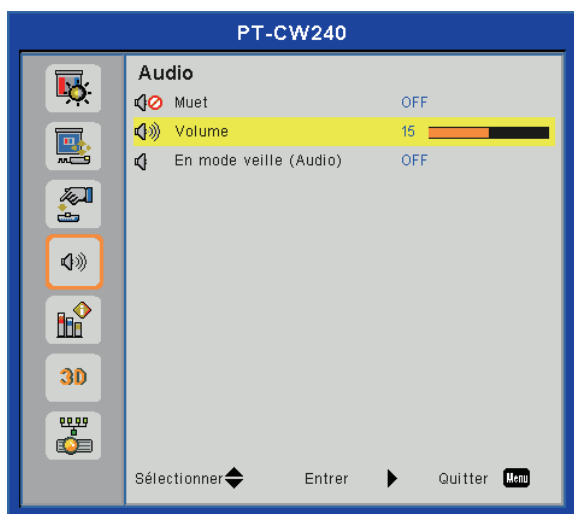 PT-CW240
Audio
Muet OFF
Volume 15
En mode veille (Audio) OFF
3D
Sélectionner Entrer Quitter Menu